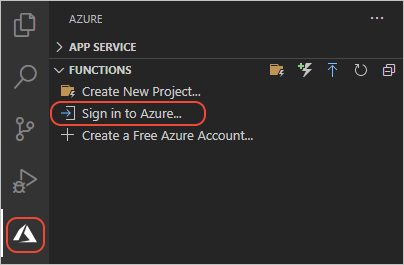 AZURE
APP SERVICE
FUNCTIONS
Create New Project...
Sign in to Azure...
Create a Free Azure Account...